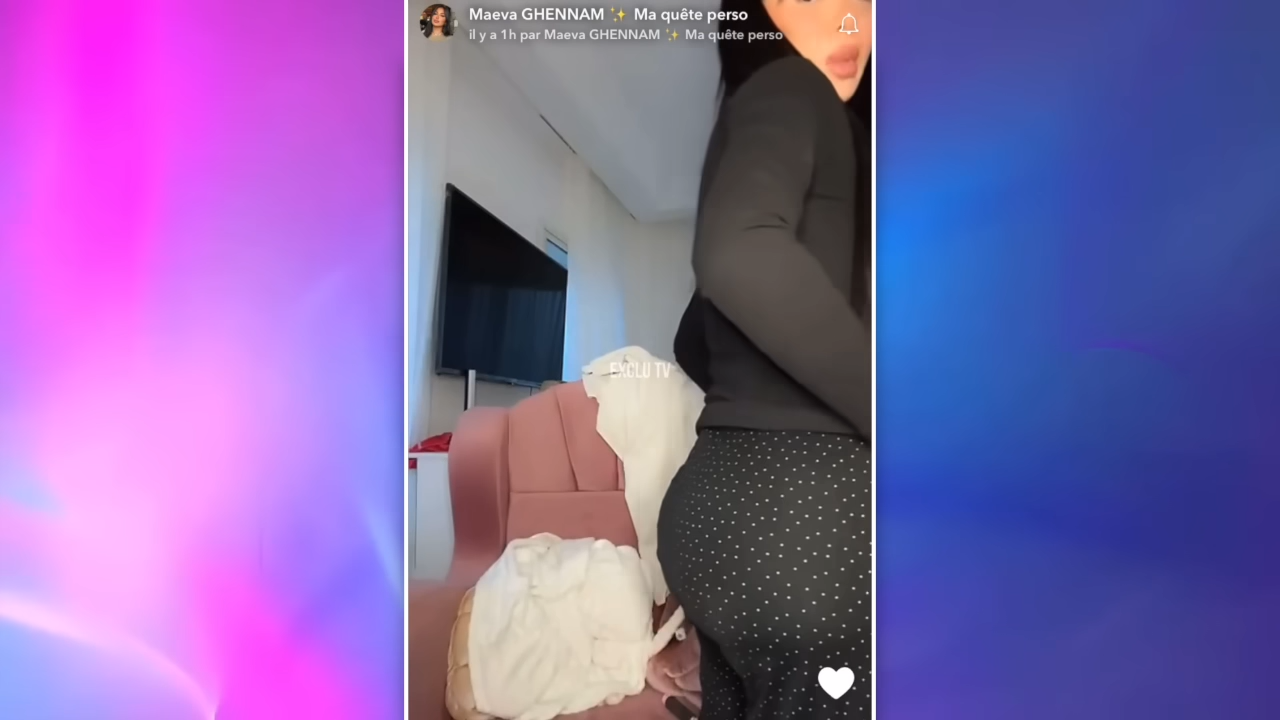 Maeva GHENNAM ✨ Ma quête perso
il y a 1h par Maeva GHENNAM ✨ Ma quête perso
EXCLU TV